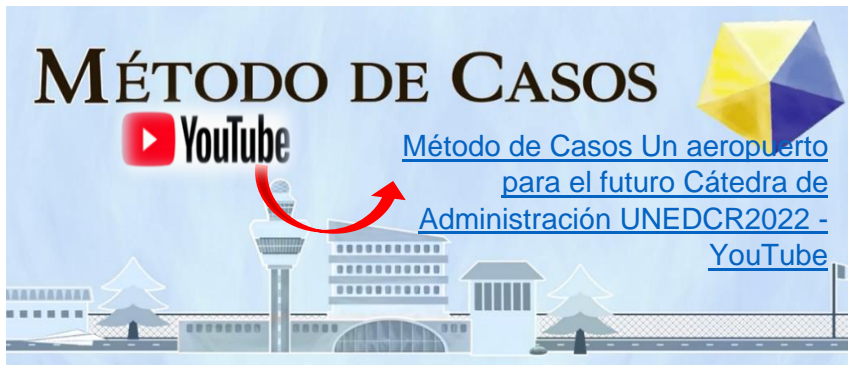 MÉTODO DE CASOS
YouTube
Método de Casos Un aeropuerto
para el futuro Cátedra de
Administración UNEDCR2022 -
YouTube